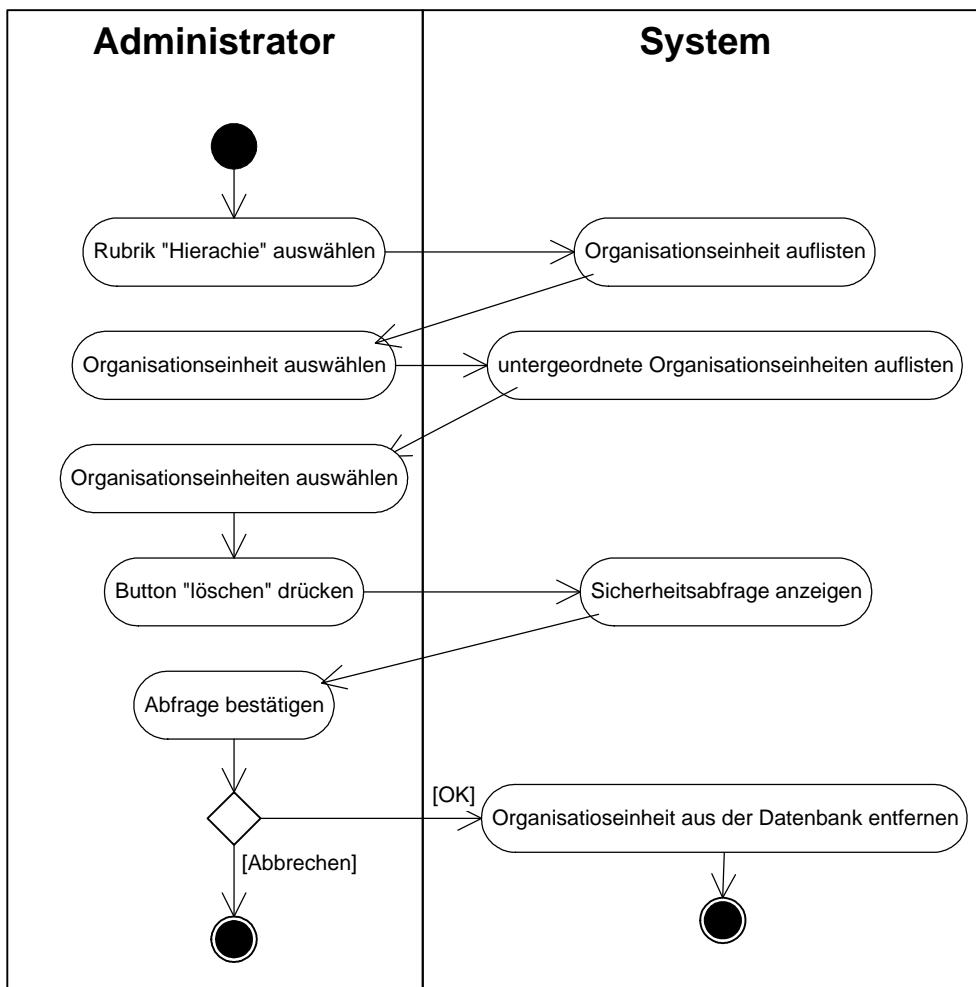 Administrator
System
Rubrik "Hierachie" auswählen
Organisationseinheit auflisten
Organisationseinheit auswählen
untergeordnete Organisationseinheiten auflisten
Organisationseinheiten auswählen
Button "löschen" drücken
Sicherheitsabfrage anzeigen
Abfrage bestätigen
[OK]
Organisatioseinheit aus der Datenbank entfernen
[Abbrechen]